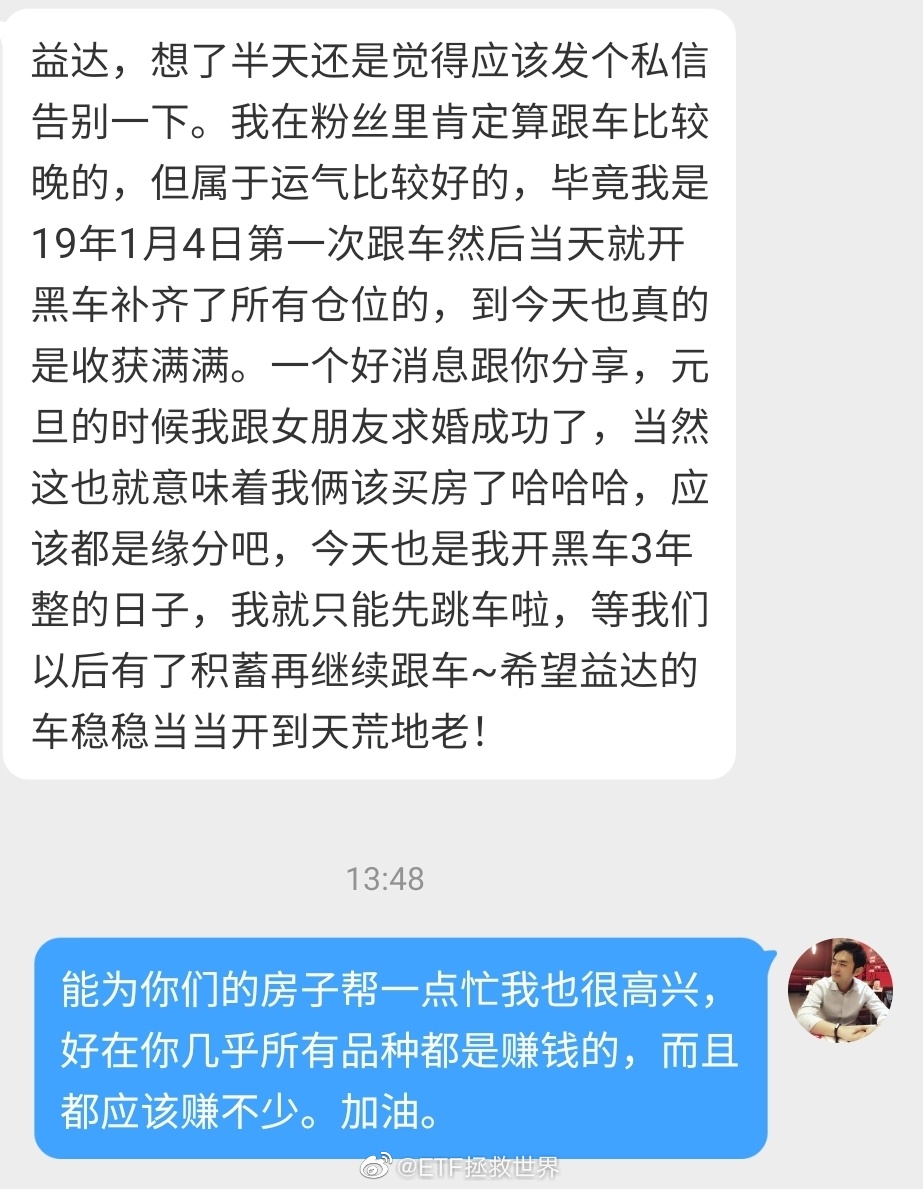 益达，想了半天还是觉得应该发个私信
告别一下。我在粉丝里肯定算跟车比较
晚的，但属于运气比较好的，毕竟我是
19年1月4日第一次跟车然后当天就开
黑车补齐了所有仓位的，到今天也真的
是收获满满。一个好消息跟你分享，元
旦的时候我跟女朋友求婚成功了，当然
这也就意味着我俩该买房了哈哈哈，应
该都是缘分吧，今天也是我开黑车3年
整的日子，我就只能先跳车啦，等我们
以后有了积蓄再继续跟车~希望益达的
车稳稳当当开到天荒地老！
13:48
能为你们的房子帮一点忙我也很高兴，
好在你几乎所有品种都是赚钱的，而且
都应该赚不少。加油。
@ETF拯救世界